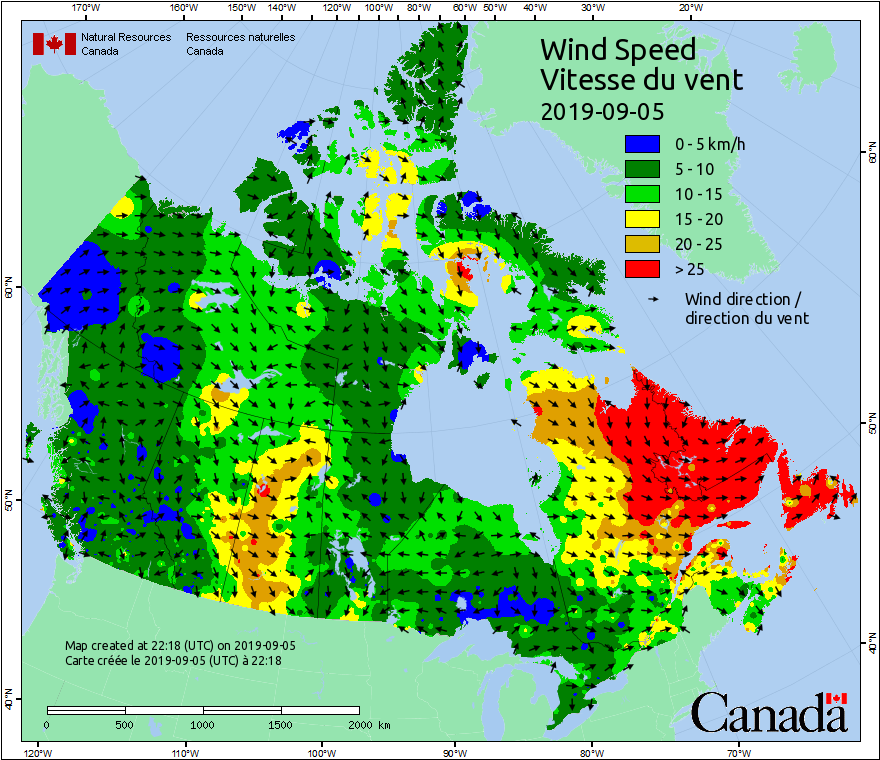 170°W 160°W 150°W 140°W 130°W 120°W 110°W 100°W 90°W 80°W 70°W 60°W 50°W 40°W 30°W 20°W
Natural Resources Ressources naturelles
Canada Canada
Wind Speed
Vitesse du vent
2019-09-05
0 - 5 km/h
5 - 10
10 - 15
15 - 20
20 - 25
> 25
Wind direction /
direction du vent
60°N
60°N
50°N
50°N
40°N
40°N
Map created at 22:18 (UTC) on 2019-09-05
Carte créée le 2019-09-05 (UTC) à 22:18
0 500 1000 1500 2000 km
Canada
120°W 110°W 100°W 90°W 80°W 70°W